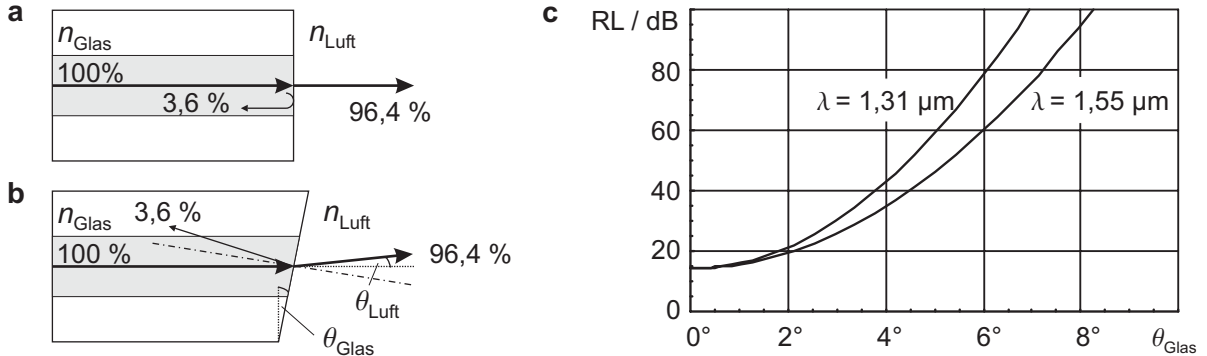 a
n_Glas
n_Luft
100%
3,6 %
96,4 %
b
n_Glas
3,6 %
n_Luft
100 %
96,4 %
θ_Luft
θ_Glas
c
RL / dB
80
60
40
20
0
λ = 1,31 µm
λ = 1,55 µm
0° 2° 4° 6° 8° θ_Glas